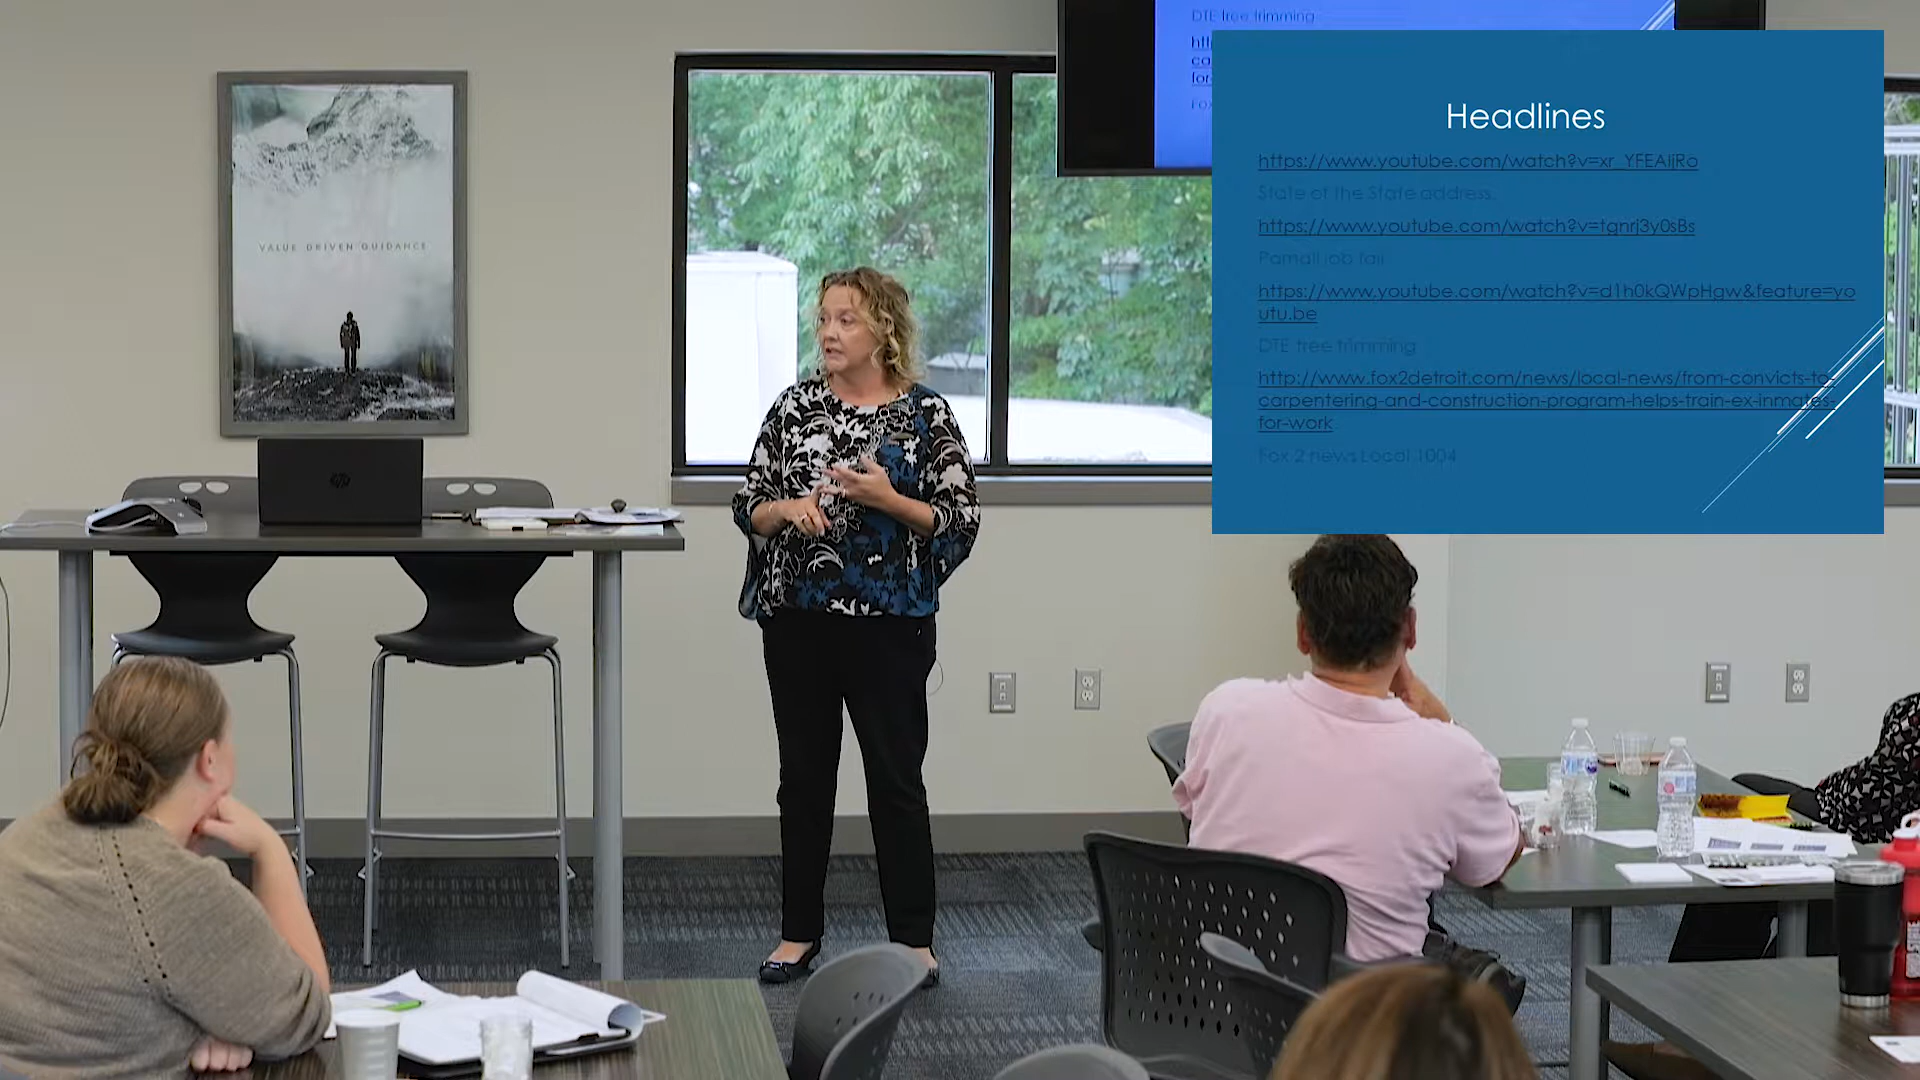 DTE tree trimming
Headlines
https://www.youtube.com/watch?v=xr_YFEAIjRo
State of the State address
https://www.youtube.com/watch?v=tgnrj3y0sBs
Parnall job fair
https://www.youtube.com/watch?v=d1h0kQWpHgw&feature=yo
utu.be
DTE tree trimming
http://www.fox2detroit.com/news/local-news/from-convicts-to-
carpentering-and-construction-program-helps-train-ex-inmates-
for-work
Fox 2 news Local 1004
VALUE DRIVEN GUIDANCE
hp